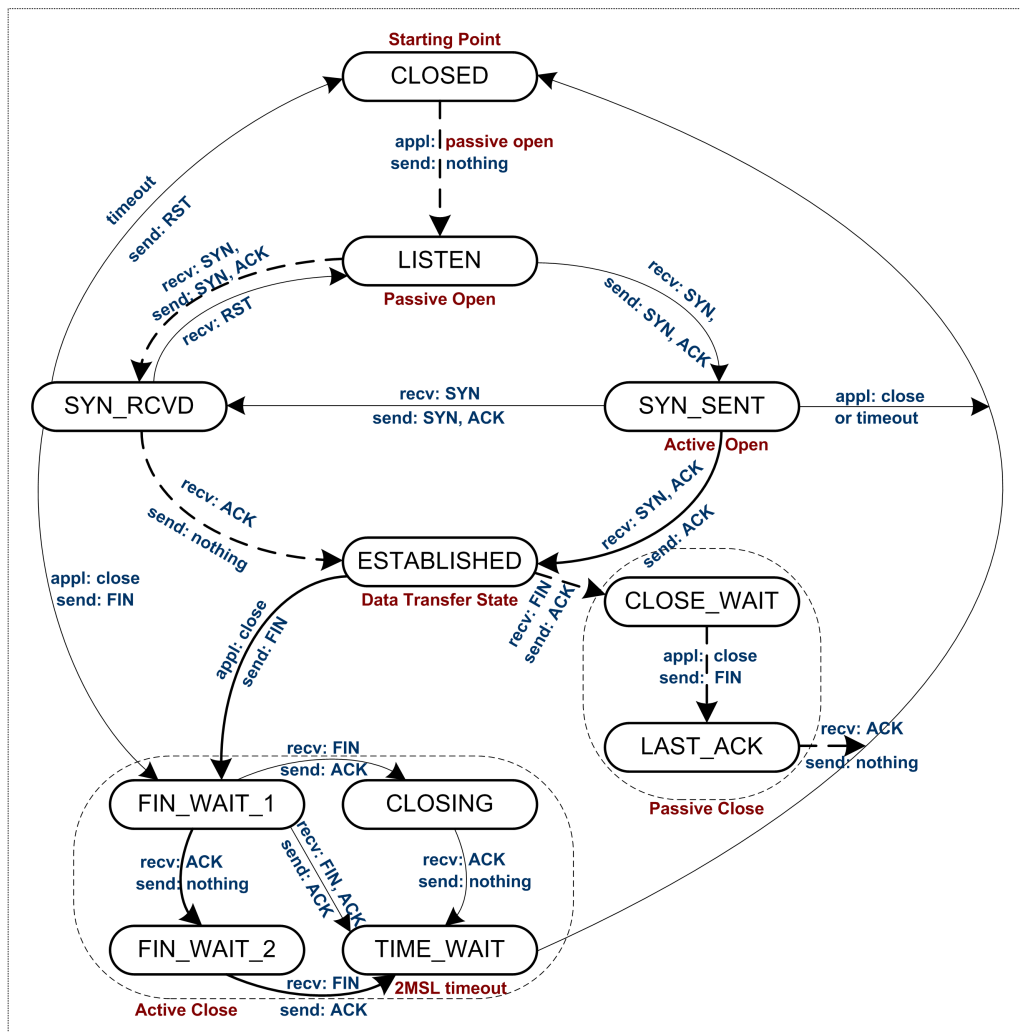 Starting Point
CLOSED
appl: passive open
send: nothing
timeout
send: RST
LISTEN
Passive Open
recv: SYN,
send: SYN, ACK
recv: RST
recv: SYN,
send: SYN, ACK
SYN_RCVD
recv: SYN
send: SYN, ACK
SYN_SENT
Active Open
appl: close
or timeout
recv: ACK
send: nothing
recv: SYN, ACK
send: ACK
ESTABLISHED
Data Transfer State
appl: close
send: FIN
recv: FIN
send: ACK
CLOSE_WAIT
appl: close
send: FIN
appl: close
send: FIN
LAST_ACK
recv: ACK
send: nothing
Passive Close
recv: FIN
send: ACK
FIN_WAIT_1
CLOSING
recv: ACK
send: nothing
recv: FIN, ACK
send: ACK
recv: ACK
send: nothing
FIN_WAIT_2
TIME_WAIT
recv: FIN
send: ACK
2MSL timeout
Active Close